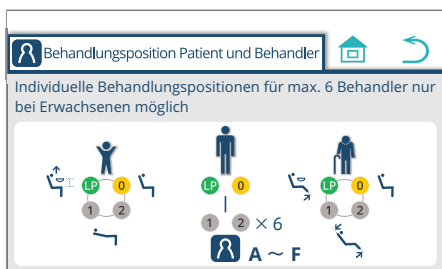 Behandlungsposition Patient und Behandler
Individuelle Behandlungspositionen für max. 6 Behandler nur
bei Erwachsenen möglich
LP 0
1 2
LP 0
1 2 × 6
A ~ F
LP 0
1 2